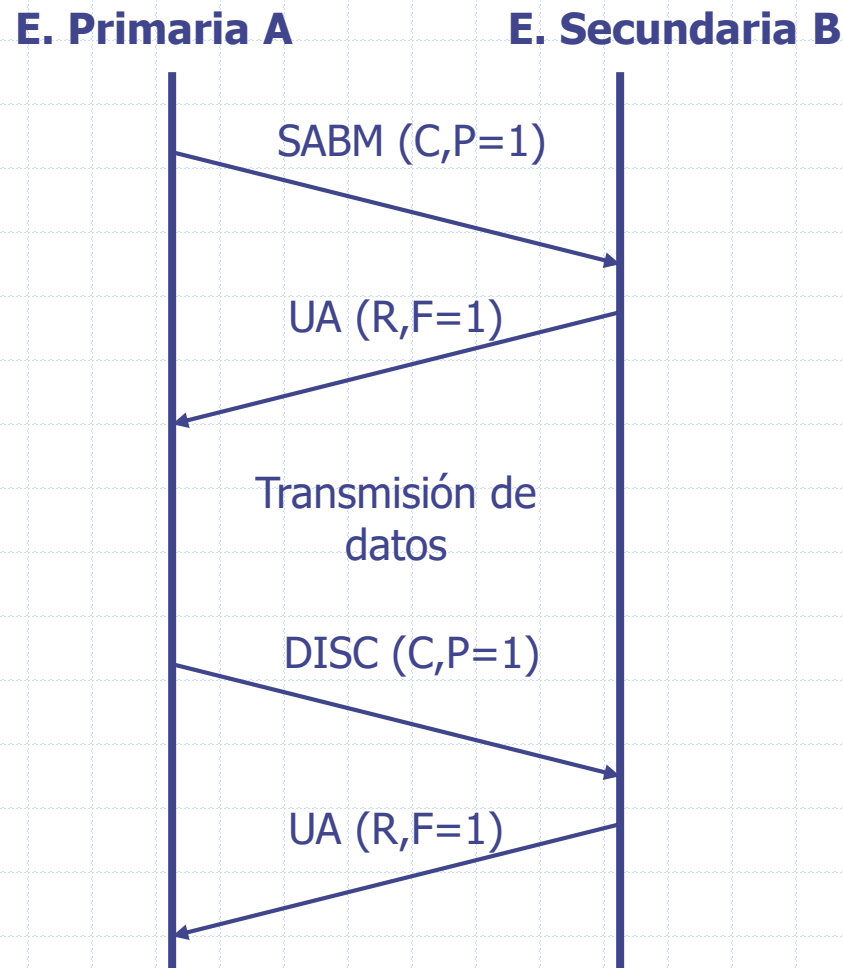 E. Primaria A
E. Secundaria B
SABM (C,P=1)
UA (R,F=1)
Transmisión de
datos
DISC (C,P=1)
UA (R,F=1)